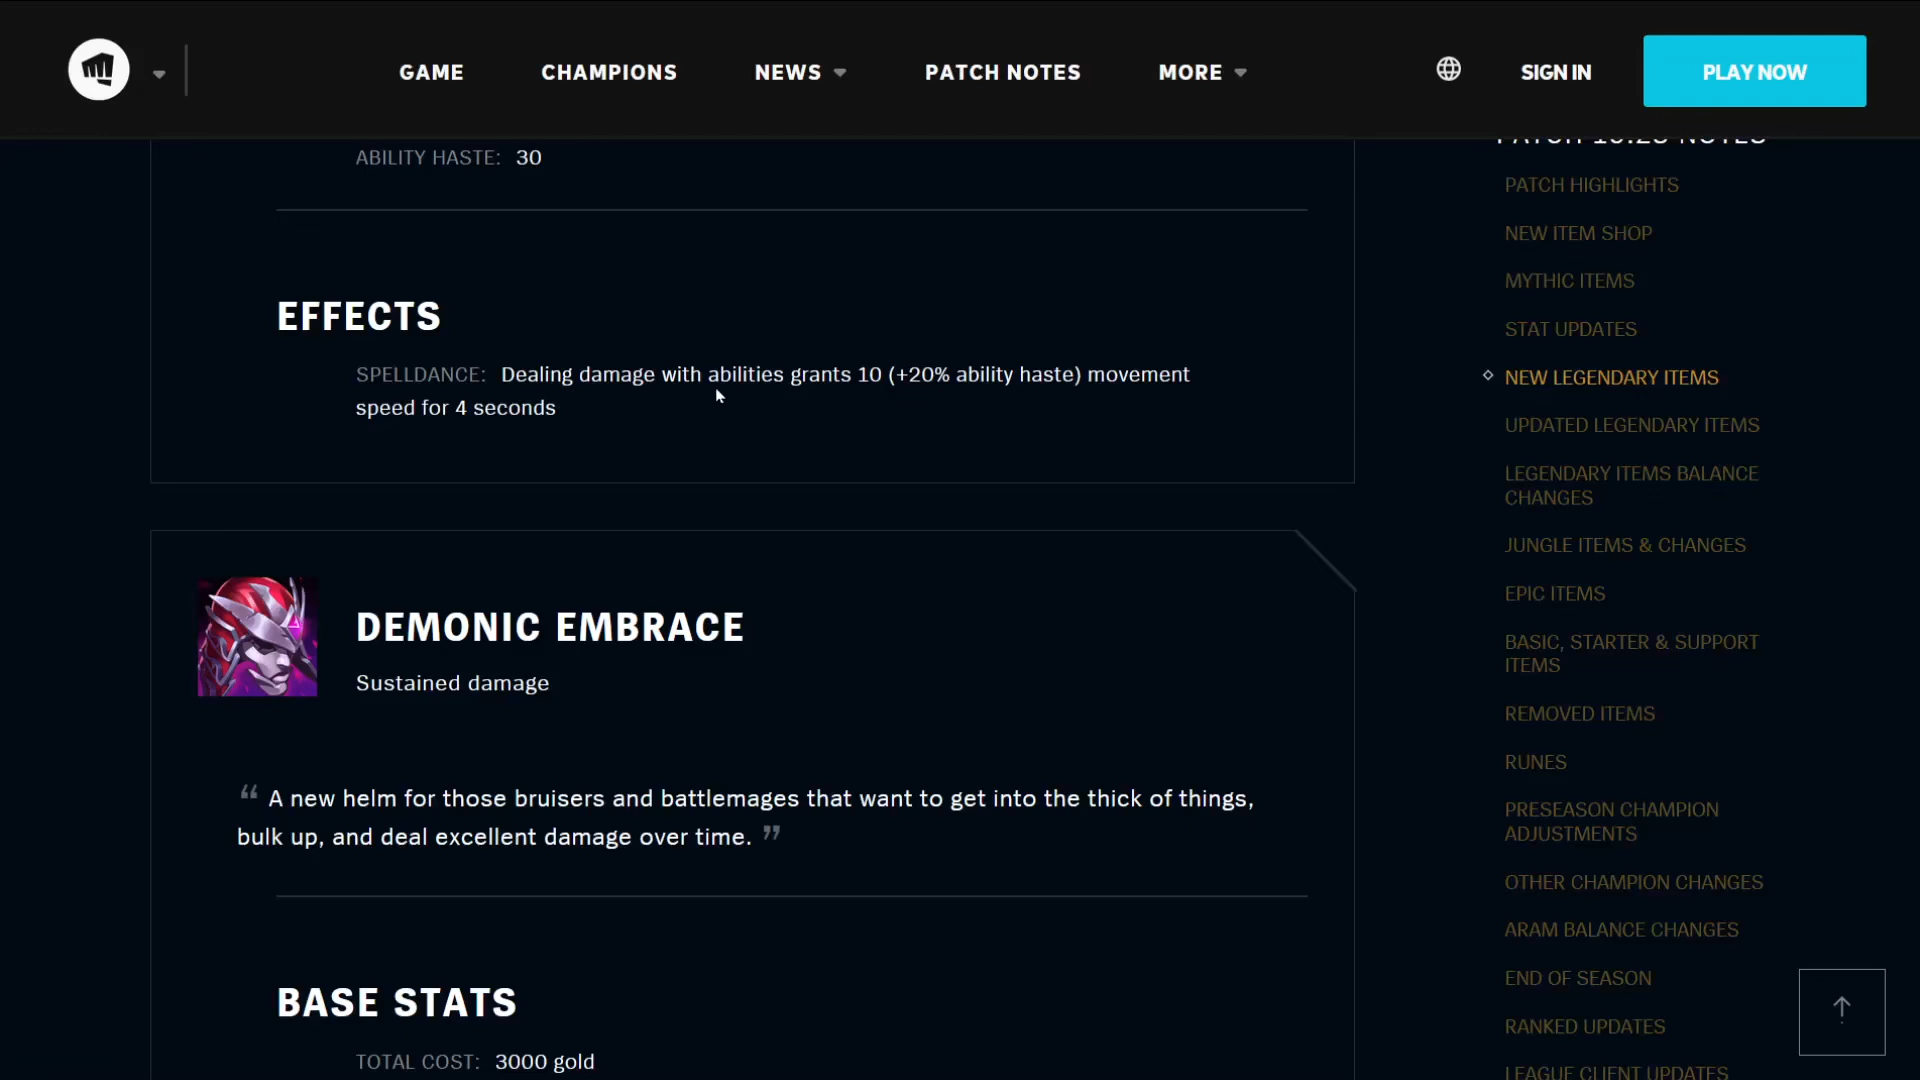 GAME
CHAMPIONS
NEWS
PATCH NOTES
MORE
SIGN IN
PLAY NOW
ABILITY HASTE: 30
EFFECTS
SPELLDANCE: Dealing damage with abilities grants 10 (+20% ability haste) movement
speed for 4 seconds
DEMONIC EMBRACE
Sustained damage
“ A new helm for those bruisers and battlemages that want to get into the thick of things,
bulk up, and deal excellent damage over time. ”
BASE STATS
TOTAL COST: 3000 gold
PATCH 10.23 NOTES
PATCH HIGHLIGHTS
NEW ITEM SHOP
MYTHIC ITEMS
STAT UPDATES
NEW LEGENDARY ITEMS
UPDATED LEGENDARY ITEMS
LEGENDARY ITEMS BALANCE
CHANGES
JUNGLE ITEMS & CHANGES
EPIC ITEMS
BASIC, STARTER & SUPPORT
ITEMS
REMOVED ITEMS
RUNES
PRESEASON CHAMPION
ADJUSTMENTS
OTHER CHAMPION CHANGES
ARAM BALANCE CHANGES
END OF SEASON
RANKED UPDATES
LEAGUE CLIENT UPDATES